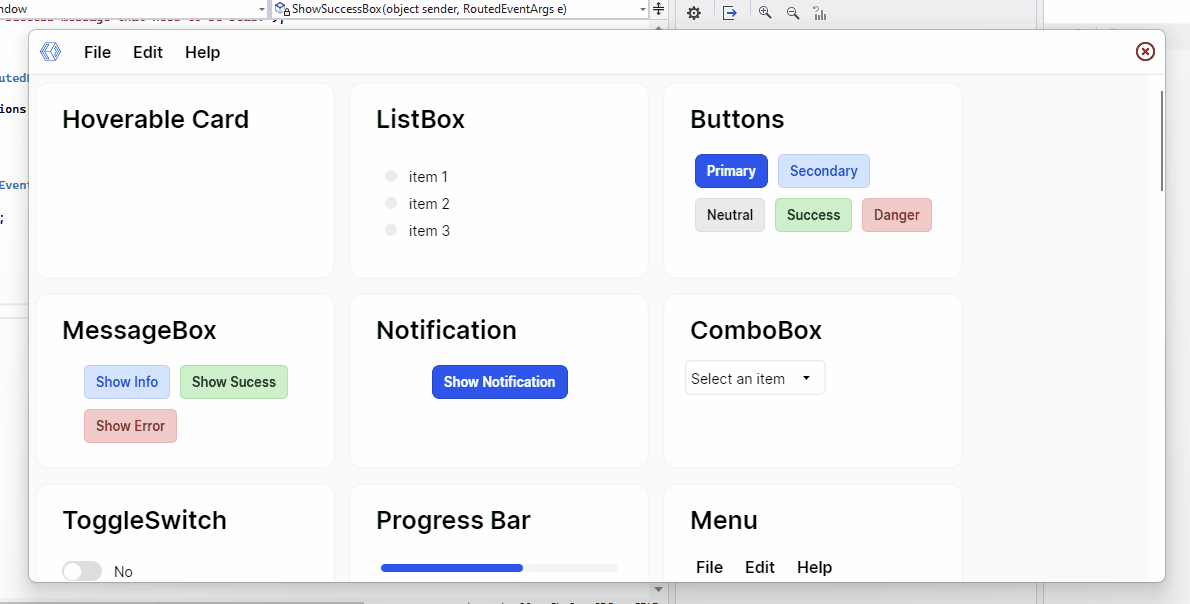 ndow
ShowSuccessBox(object sender, RoutedEventArgs e)
File Edit Help
ions
Event
;
Hoverable Card
ListBox
item 1
item 2
item 3
Buttons
Primary Secondary
Neutral Success Danger
MessageBox
Show Info Show Sucess
Show Error
Notification
Show Notification
ComboBox
Select an item
ToggleSwitch
No
Progress Bar
Menu
File Edit Help